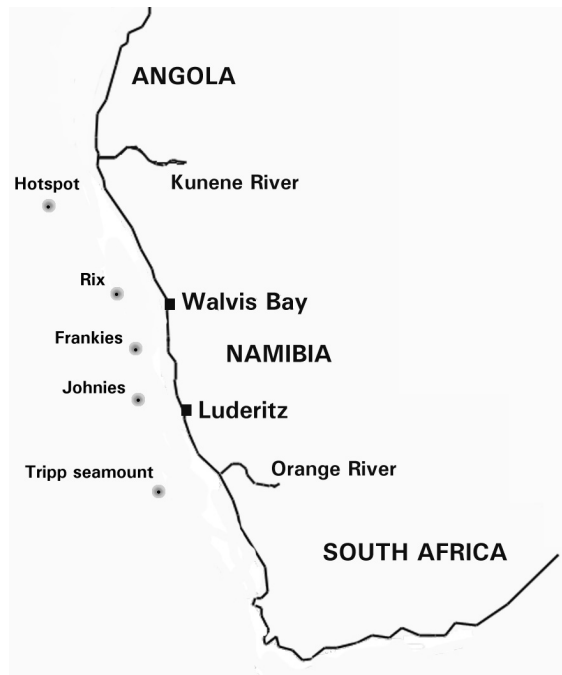 ANGOLA
Kunene River
Hotspot
Rix
Walvis Bay
Frankies
NAMIBIA
Johnies
Luderitz
Orange River
Tripp seamount
SOUTH AFRICA